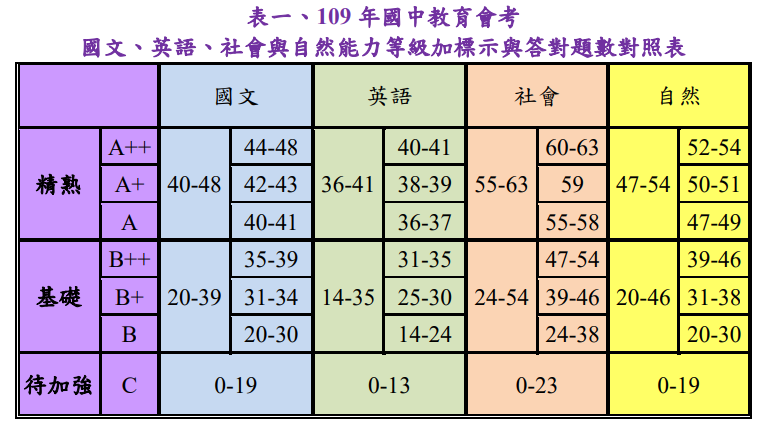 表一、109 年國中教育會考
國文、英語、社會與自然能力等級加標示與答對題數對照表
國文 英語 社會 自然
精熟 A++ 40-48 44-48 36-41 40-41 55-63 60-63 47-54 52-54
A+ 42-43 38-39 59 50-51
A 40-41 36-37 55-58 47-49
基礎 B++ 20-39 35-39 14-35 31-35 24-54 47-54 20-46 39-46
B+ 31-34 25-30 39-46 31-38
B 20-30 14-24 24-38 20-30
待加強 C 0-19 0-13 0-23 0-19